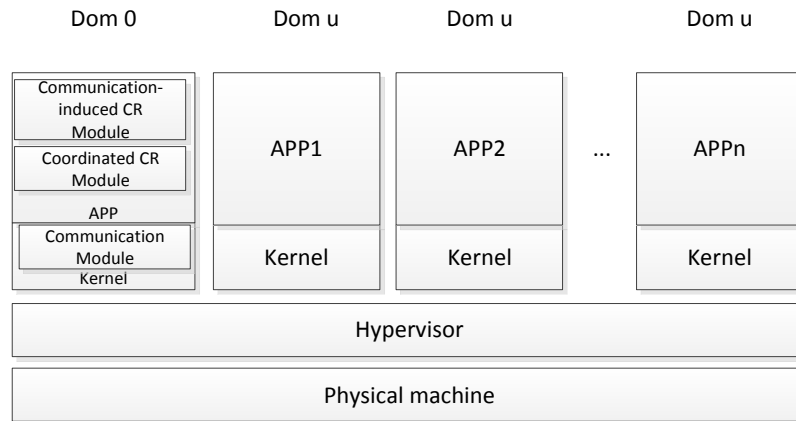 Dom 0 Dom u Dom u Dom u
Communication-
induced CR
Module
Coordinated CR
Module
APP
Communication
Module
Kernel
APP1
Kernel
APP2
Kernel
...
APPn
Kernel
Hypervisor
Physical machine